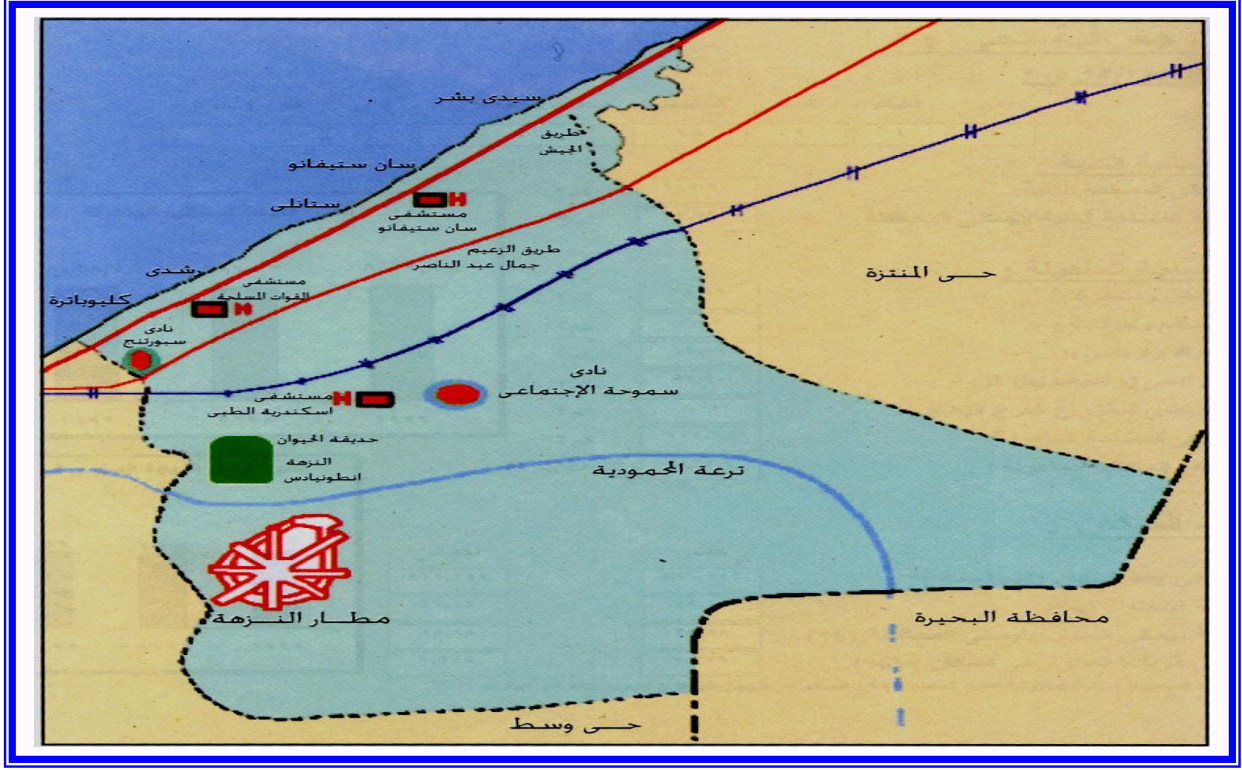 سيدى بشر
طريق
الجيش
سان ستيفانو
ستانلى
مستشفى
سان ستيفانو
طريق الزعيم
جمال عبد الناصر
رشدى
حـــى المنتزة
مستشفى
القوات المسلحة
كليوباترة
نادى
سبورتنج
نادى
سموحة الإجتماعى
مستشفى
اسكندرية الطبى
حديقة الحيوان
النزهة
انطونيادس
ترعة المحمودية
مطـــار النـــزهة
محافظة البحيرة
حـــى وسط
H
H
H